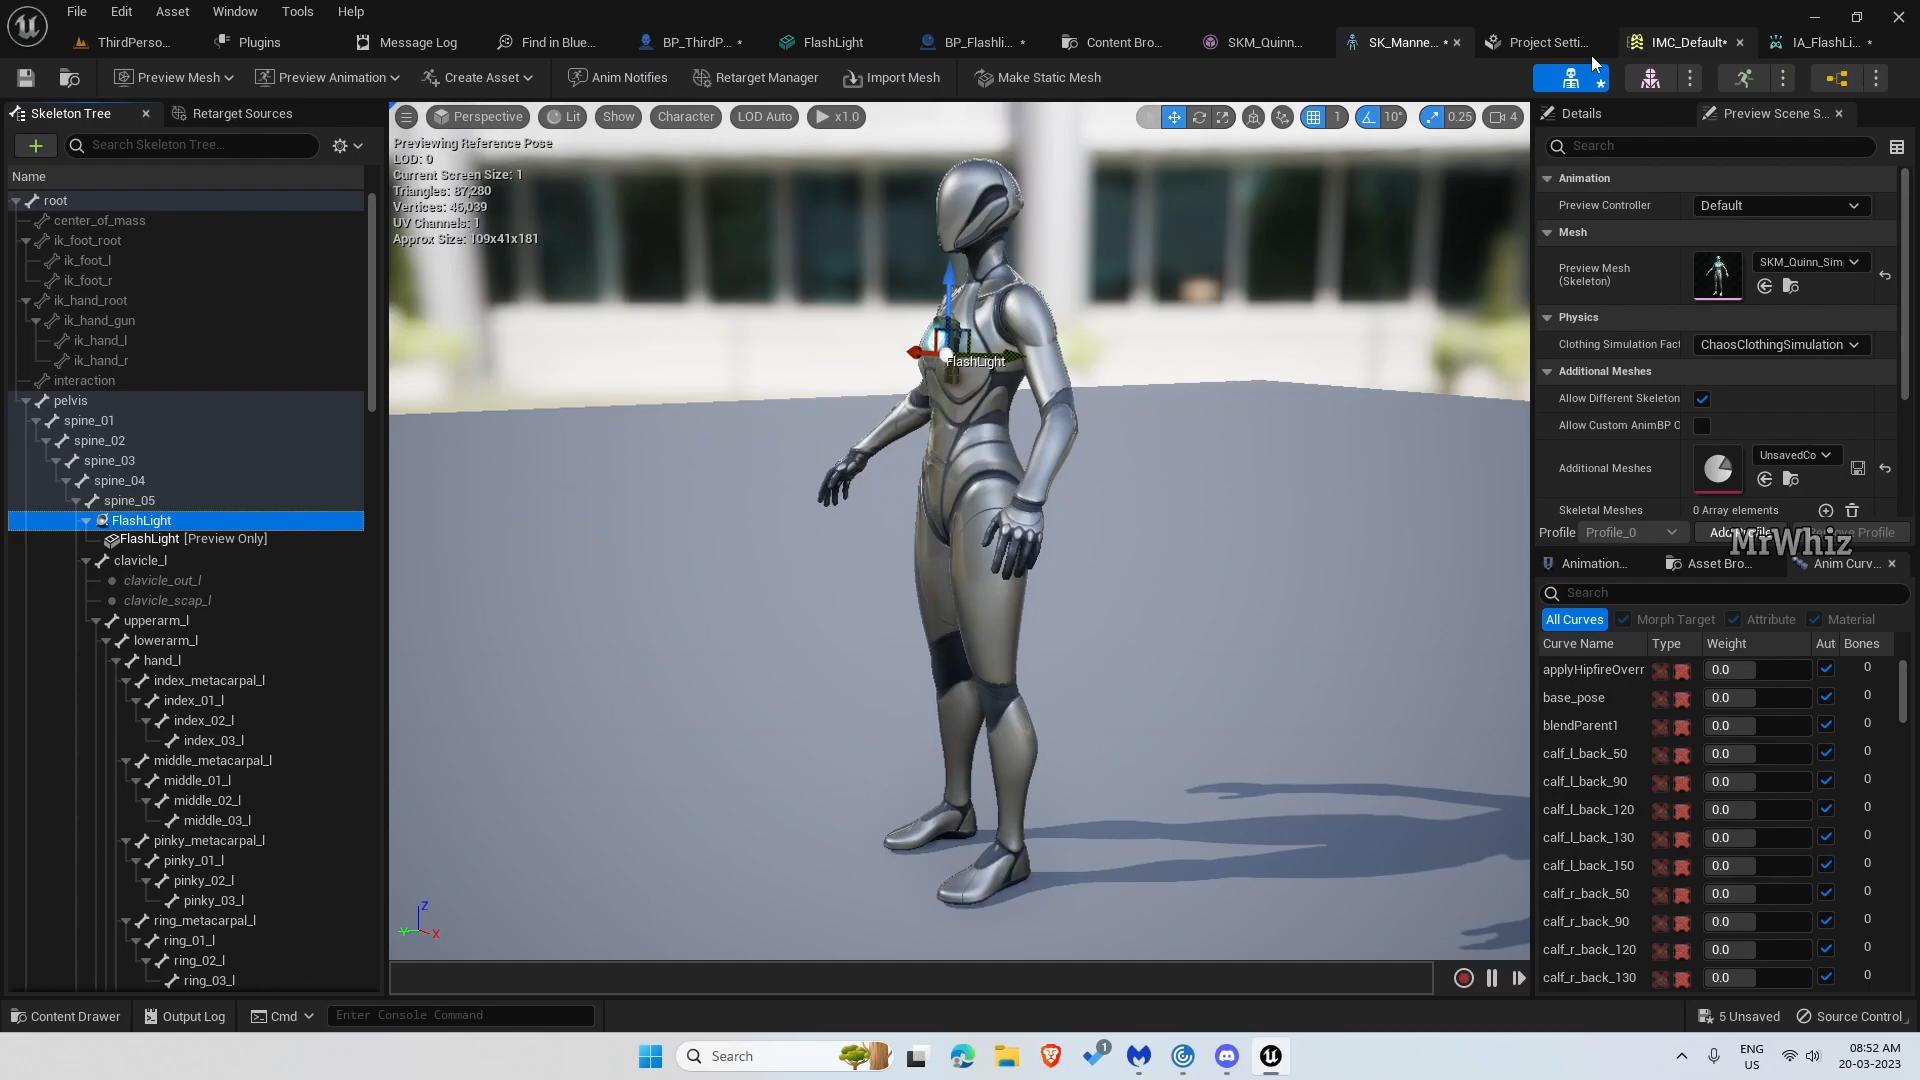 File Edit Asset Window Tools Help
ThirdPerso... Plugins Message Log Find in Blue... BP_ThirdP... * FlashLight BP_Flashli... * Content Bro... SKM_Quinn... SK_Manne... * Project Setti... IMC_Default* IA_FlashLi... *
Preview Mesh Preview Animation Create Asset Anim Notifies Retarget Manager Import Mesh Make Static Mesh
Skeleton Tree Retarget Sources
Search Skeleton Tree...
Name
root
center_of_mass
ik_foot_root
ik_foot_l
ik_foot_r
ik_hand_root
ik_hand_gun
ik_hand_l
ik_hand_r
interaction
pelvis
spine_01
spine_02
spine_03
spine_04
spine_05
FlashLight
FlashLight [Preview Only]
clavicle_l
clavicle_out_l
clavicle_scap_l
upperarm_l
lowerarm_l
hand_l
index_metacarpal_l
index_01_l
index_02_l
index_03_l
middle_metacarpal_l
middle_01_l
middle_02_l
middle_03_l
pinky_metacarpal_l
pinky_01_l
pinky_02_l
pinky_03_l
ring_metacarpal_l
ring_01_l
ring_02_l
ring_03_l
Perspective Lit Show Character LOD Auto x1.0 1 10° 0.25 4
Previewing Reference Pose
LOD: 0
Current Screen Size: 1
Triangles: 87,280
Vertices: 46,039
UV Channels: 1
Approx Size: 109x41x181
FlashLight
Z
Y X
Details Preview Scene S...
Search
Animation
Preview Controller Default
Mesh
Preview Mesh
(Skeleton)
SKM_Quinn_Sim
Physics
Clothing Simulation Fact ChaosClothingSimulation
Additional Meshes
Allow Different Skeleton
Allow Custom AnimBP O
Additional Meshes UnsavedCo
Skeletal Meshes 0 Array elements
Profile Profile_0 Add Profile Remove Profile
MrWhiz
Animation... Asset Bro... Anim Curv...
Search
All Curves Morph Target Attribute Material
Curve Name Type Weight Aut Bones
applyHipfireOverr 0.0 0
base_pose 0.0 0
blendParent1 0.0 0
calf_l_back_50 0.0 0
calf_l_back_90 0.0 0
calf_l_back_120 0.0 0
calf_l_back_130 0.0 0
calf_l_back_150 0.0 0
calf_r_back_50 0.0 0
calf_r_back_90 0.0 0
calf_r_back_120 0.0 0
calf_r_back_130 0.0 0
Content Drawer Output Log Cmd Enter Console Command 5 Unsaved Source Control
Search 1
ENG
US
08:52 AM
20-03-2023